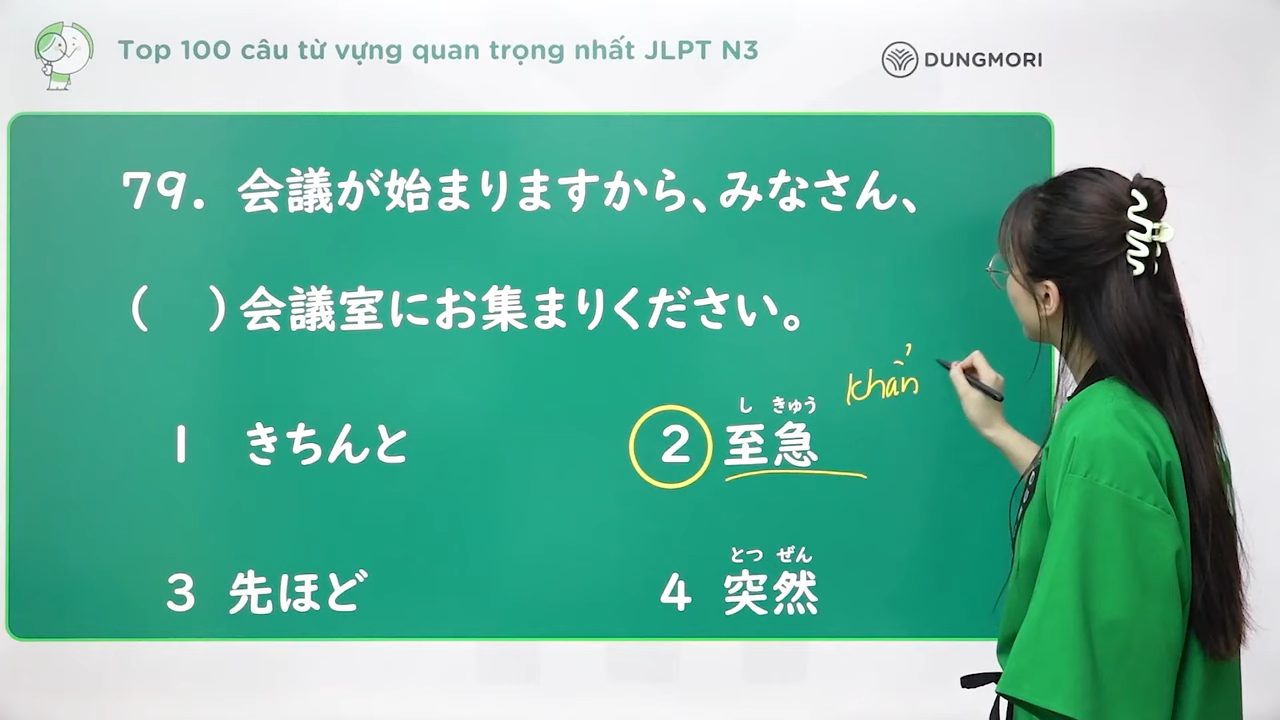 Top 100 câu từ vựng quan trọng nhất JLPT N3
DUNGMORI
79. 会議が始まりますから、みなさん、
( )会議室にお集まりください。
khẩn
1 きちんと
し きゅう
2 至急
3 先ほど
とつ ぜん
4 突然